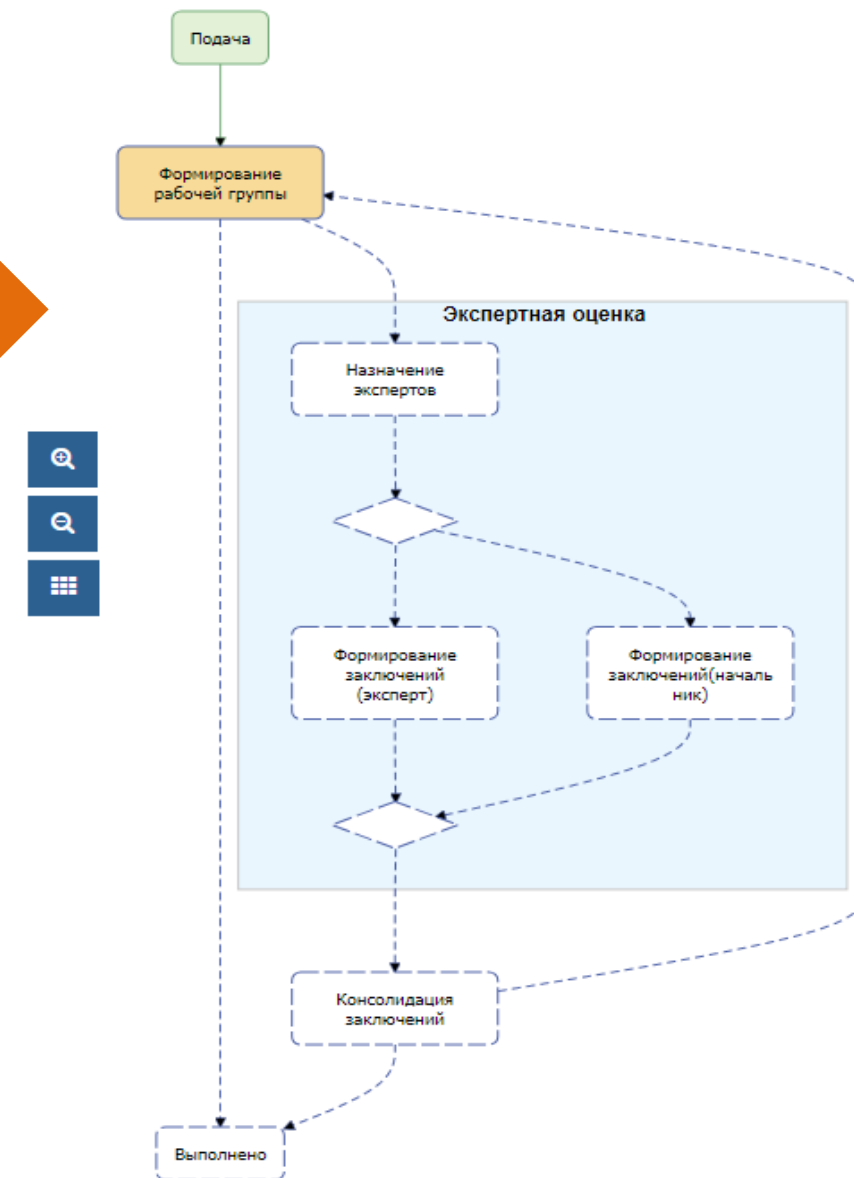 Подача
Формирование
рабочей группы
Экспертная оценка
Назначение
экспертов
Формирование
заключений
(эксперт)
Формирование
заключений(началь
ник)
Консолидация
заключений
Выполнено